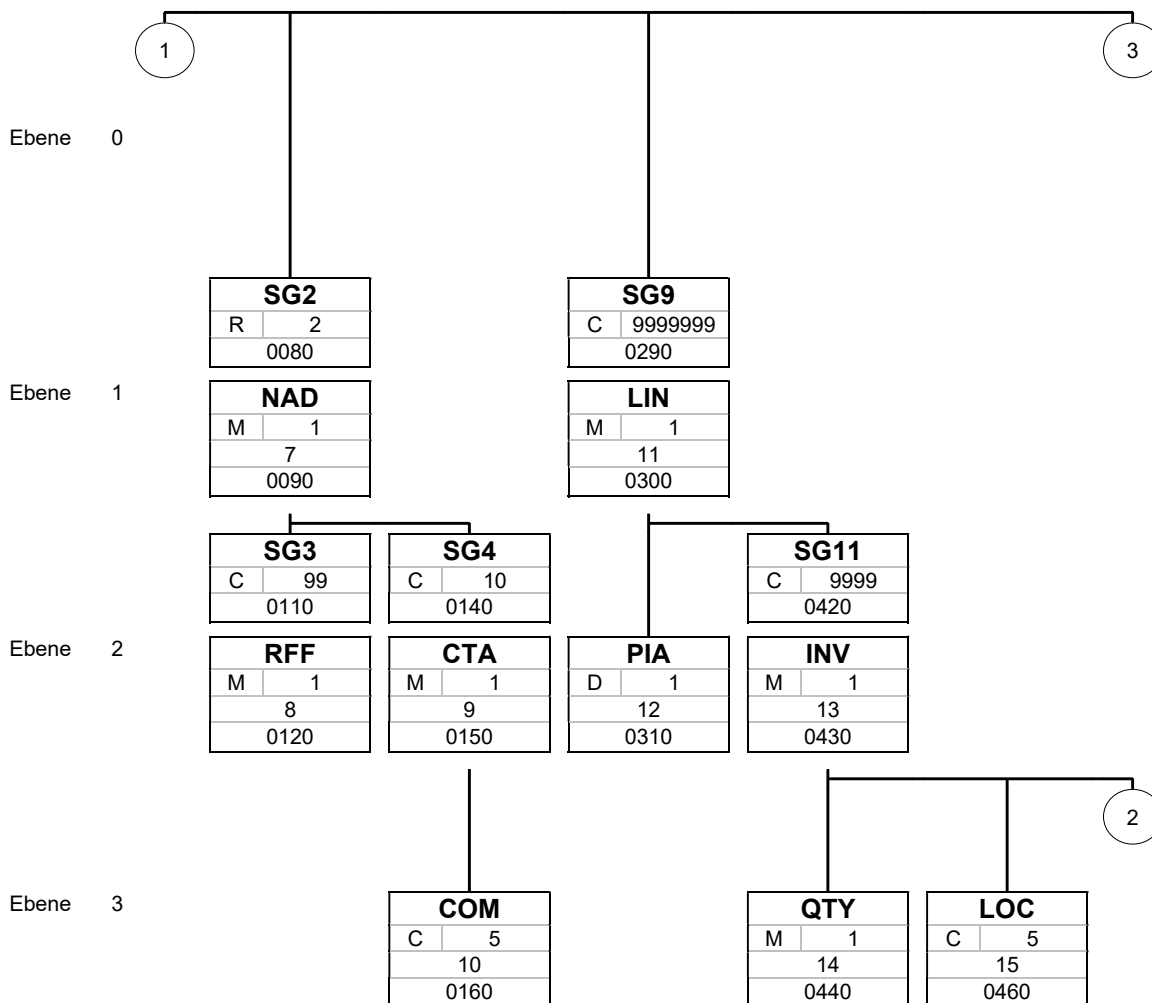 1 3
Ebene 0
SG2 SG9
R 2 C 9999999
0080 0290
Ebene 1
NAD LIN
M 1 M 1
7 11
0090 0300
SG3 SG4 SG11
C 99 C 10 C 9999
0110 0140 0420
Ebene 2
RFF CTA PIA INV
M 1 M 1 D 1 M 1
8 9 12 13
0120 0150 0310 0430
2
Ebene 3
COM QTY LOC
C 5 M 1 C 5
10 14 15
0160 0440 0460